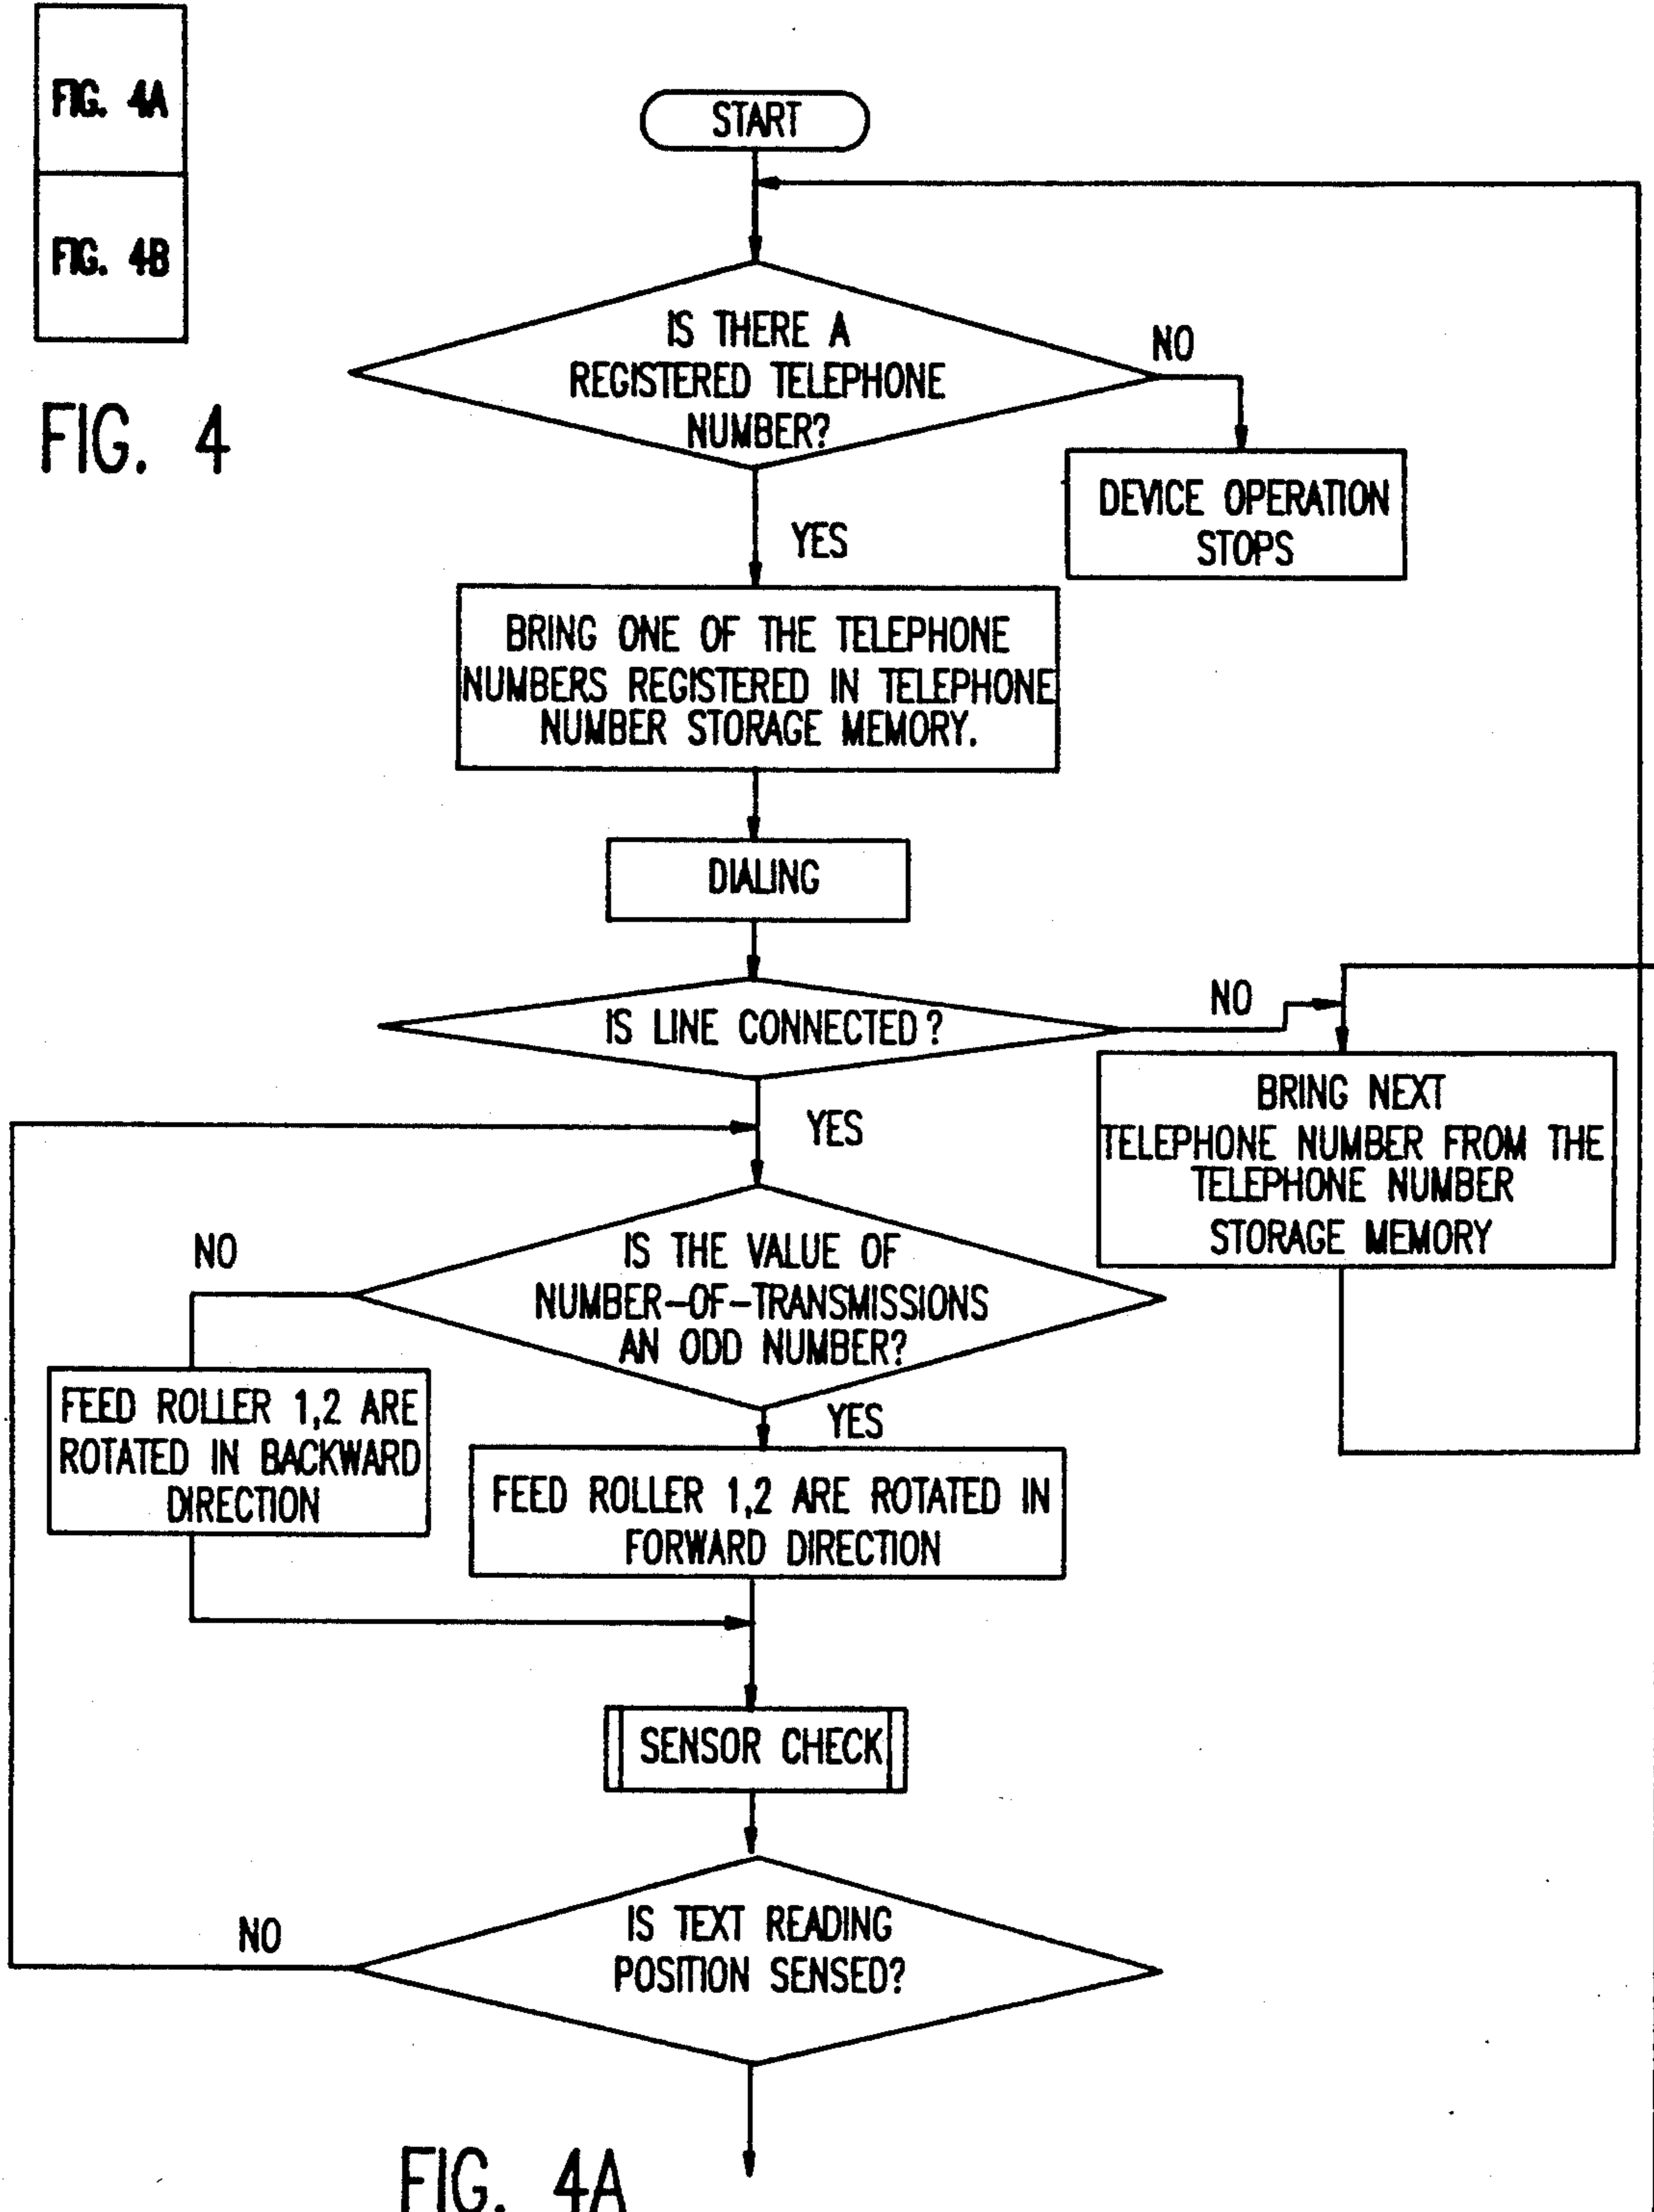 FIG. 4A
FIG. 4B
FIG. 4
START
IS THERE A
REGISTERED TELEPHONE
NUMBER?
NO
DEVICE OPERATION
STOPS
YES
BRING ONE OF THE TELEPHONE
NUMBERS REGISTERED IN TELEPHONE
NUMBER STORAGE MEMORY.
DIALING
IS LINE CONNECTED?
NO
BRING NEXT
TELEPHONE NUMBER FROM THE
TELEPHONE NUMBER
STORAGE MEMORY
YES
IS THE VALUE OF
NUMBER-OF-TRANSMISSIONS
AN ODD NUMBER?
NO
FEED ROLLER 1,2 ARE
ROTATED IN BACKWARD
DIRECTION
YES
FEED ROLLER 1,2 ARE ROTATED IN
FORWARD DIRECTION
SENSOR CHECK
IS TEXT READING
POSITION SENSED?
NO
FIG. 4A